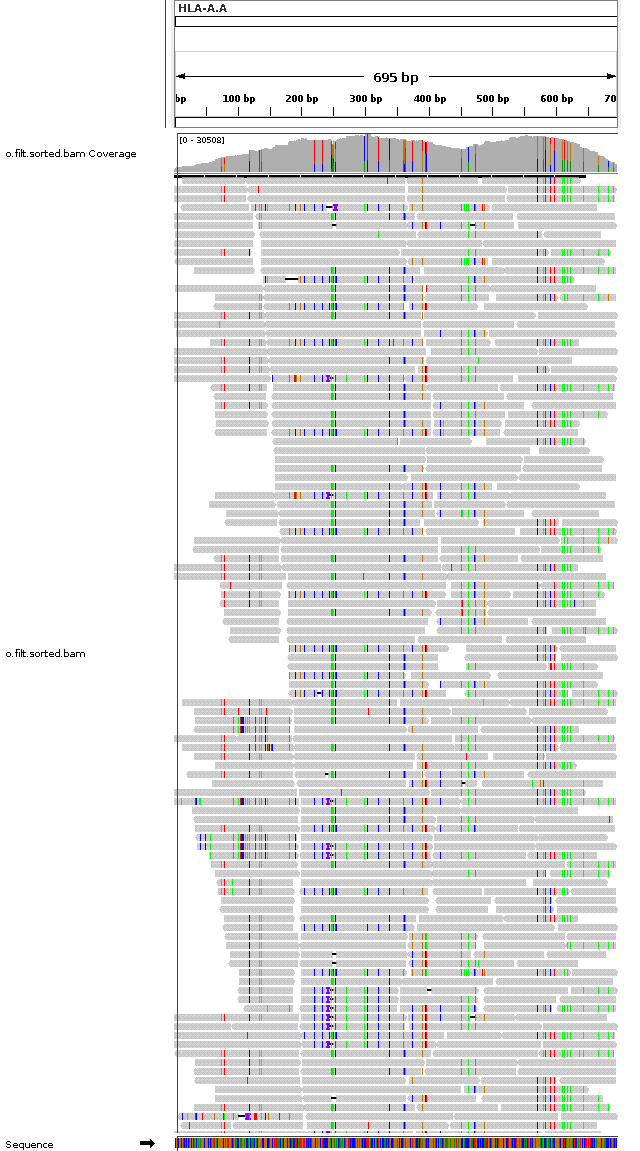 HLA-A.A
695 bp
bp 100 bp 200 bp 300 bp 400 bp 500 bp 600 bp 70
[0 - 30508]
o.filt.sorted.bam Coverage
o.filt.sorted.bam
Sequence